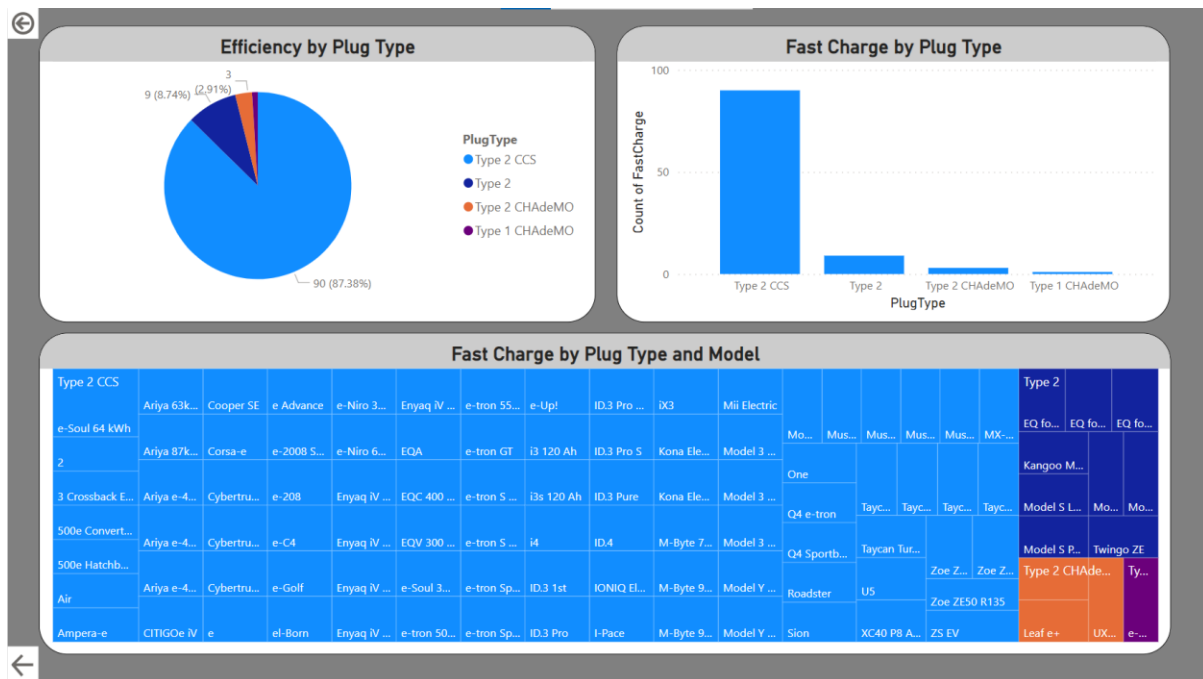 Efficiency by Plug Type
3
(2.91%)
9 (8.74%)
90 (87.38%)
PlugType
Type 2 CCS
Type 2
Type 2 CHAdeMO
Type 1 CHAdeMO
Fast Charge by Plug Type
Count of FastCharge
100
50
0
Type 2 CCS
Type 2
Type 2 CHAdeMO
Type 1 CHAdeMO
PlugType
Fast Charge by Plug Type and Model
Type 2 CCS
e-Soul 64 kWh
2
3 Crossback E...
500e Convert...
500e Hatchb...
Air
Ampera-e
Ariya 63k...
Ariya 87k...
Ariya e-4...
Ariya e-4...
Ariya e-4...
CITIGOe iV
Cooper SE
Corsa-e
Cybertru...
Cybertru...
Cybertru...
e
e Advance
e-2008 S...
e-208
e-C4
e-Golf
el-Born
e-Niro 3...
e-Niro 6...
Enyaq iV ...
Enyaq iV ...
Enyaq iV ...
Enyaq iV ...
Enyaq iV ...
EQA
EQC 400 ...
EQV 300 ...
e-Soul 3...
e-tron 50...
e-tron 55...
e-tron GT
e-tron S ...
e-tron S ...
e-tron Sp...
e-tron Sp...
e-Up!
i3 120 Ah
i3s 120 Ah
i4
ID.3 1st
ID.3 Pro
ID.3 Pro ...
ID.3 Pro S
ID.3 Pure
ID.4
IONIQ El...
I-Pace
iX3
Kona Ele...
Kona Ele...
M-Byte 7...
M-Byte 9...
M-Byte 9...
Mii Electric
Model 3 ...
Model 3 ...
Model 3 ...
Model Y ...
Model Y ...
Mo...
Mus...
Mus...
Mus...
Mus...
MX-...
One
Q4 e-tron
Q4 Sportb...
Roadster
Sion
Tayc...
Tayc...
Tayc...
Tayc...
Taycan Tur...
U5
XC40 P8 A...
Zoe Z...
Zoe Z...
Zoe ZE50 R135
ZS EV
Type 2
EQ fo...
EQ fo...
EQ fo...
Kangoo M...
Model S L...
Mo...
Mo...
Model S P...
Twingo ZE
Type 2 CHAde...
Leaf e+
UX...
Ty...
e-...